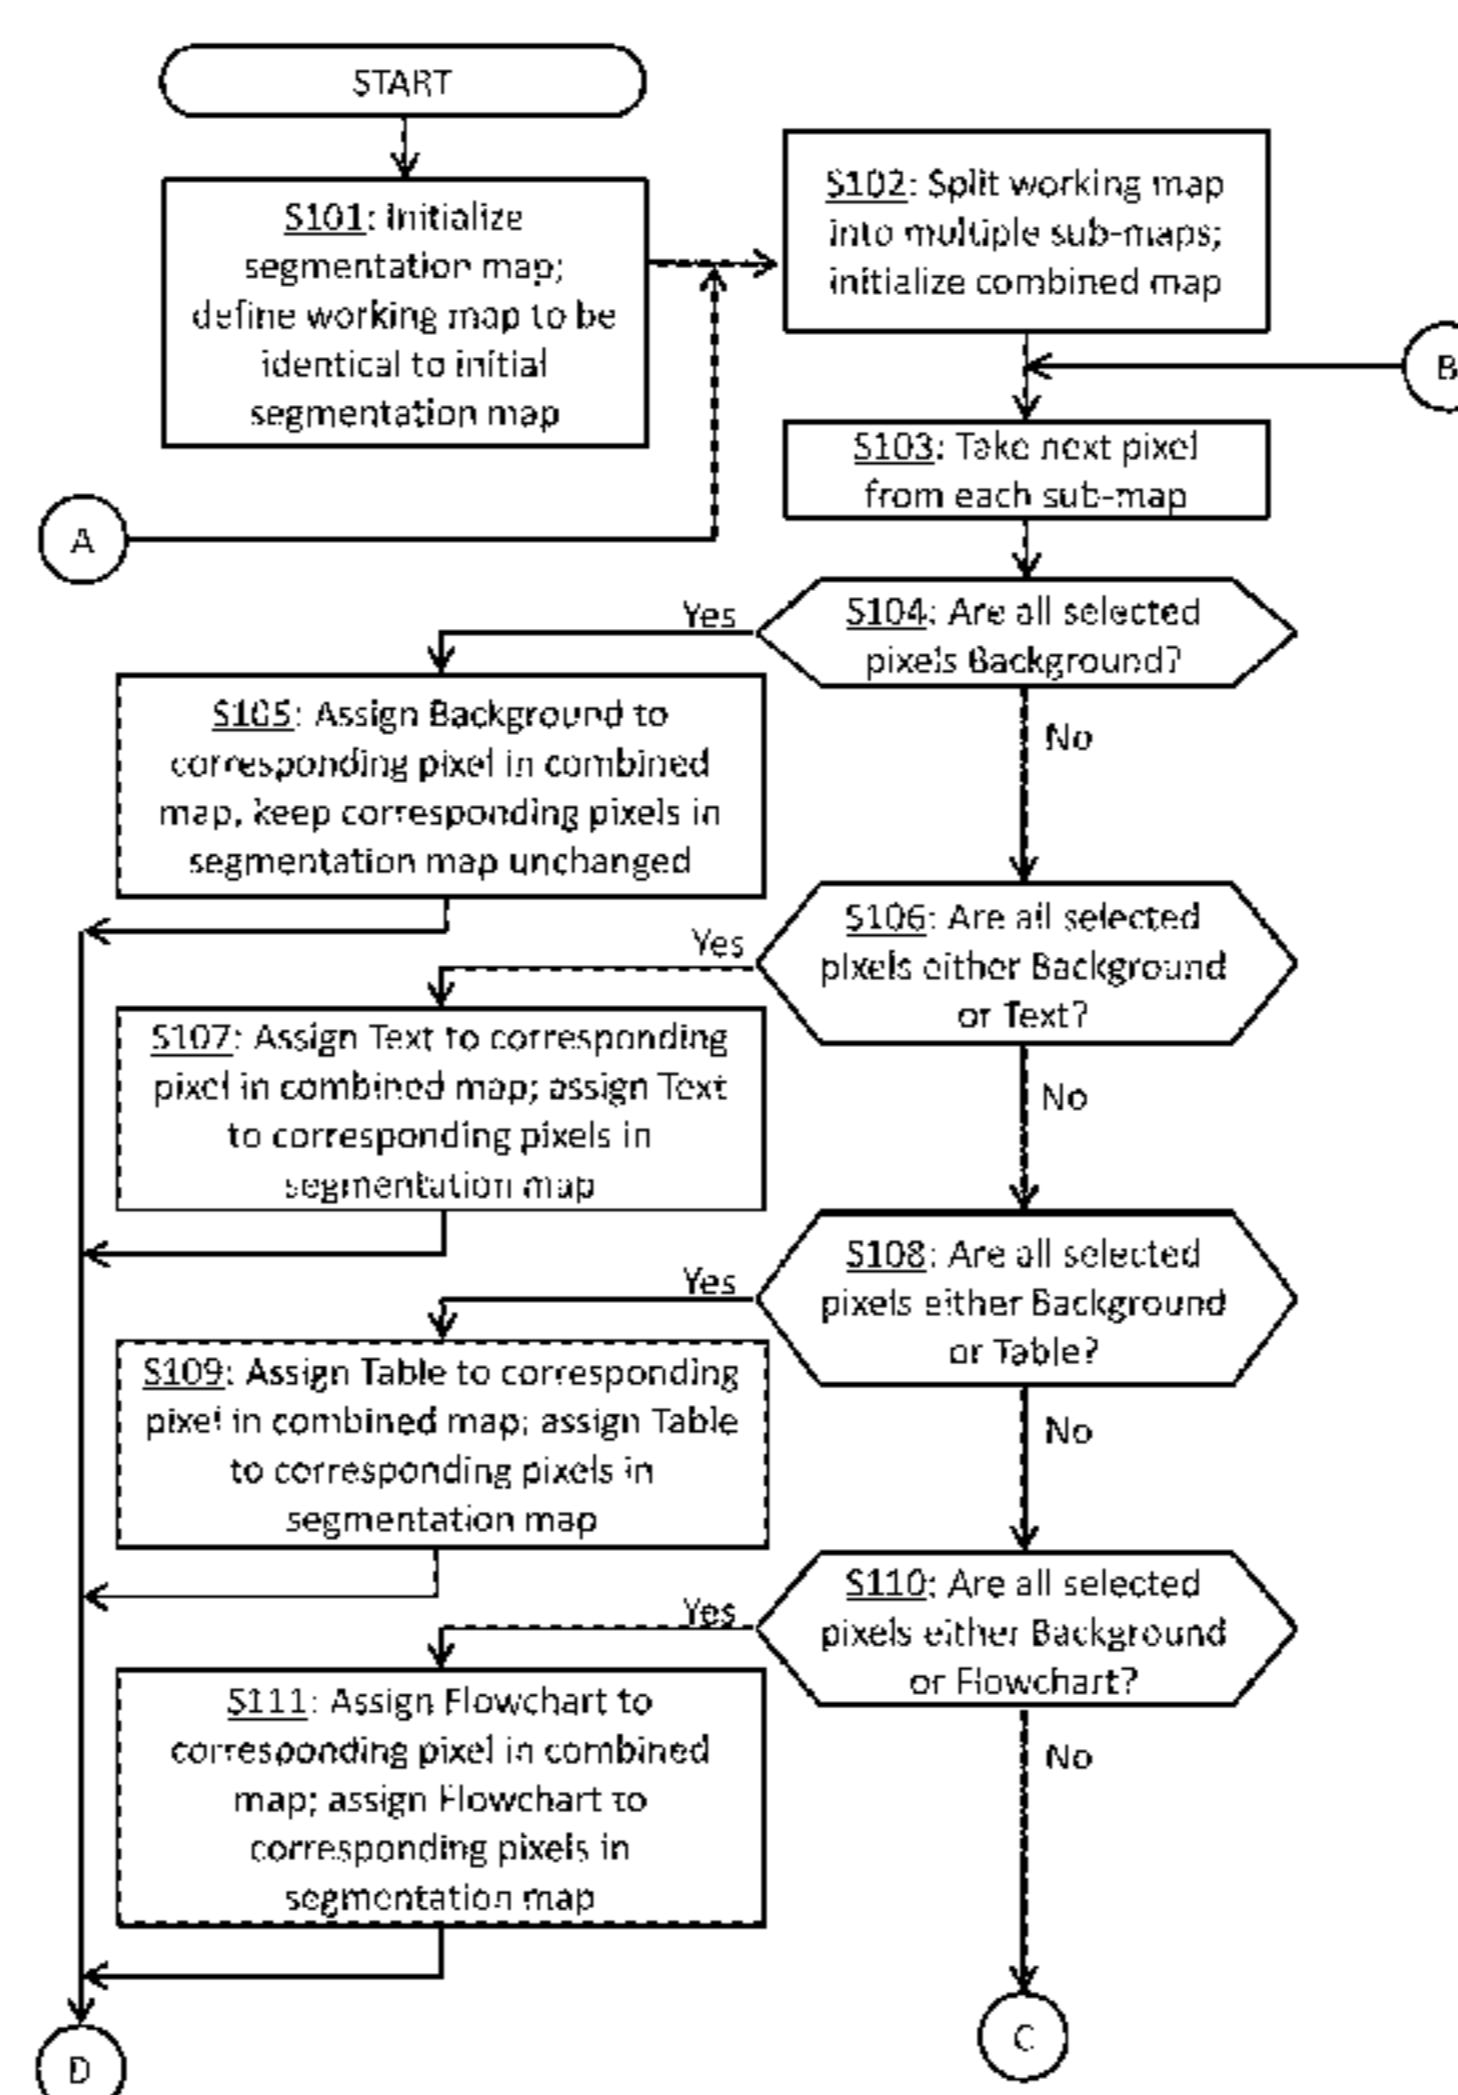 START
S101: Initialize
segmentation map;
define working map to be
identical to initial
segmentation map
S102: Split working map
into multiple sub-maps;
initialize combined map
B
S103: Take next pixel
from each sub-map
A
S104: Are all selected
pixels Background?
Yes
No
S105: Assign Background to
corresponding pixel in combined
map, keep corresponding pixels in
segmentation map unchanged
S106: Are all selected
pixels either Background
or Text?
Yes
No
S107: Assign Text to corresponding
pixel in combined map; assign Text
to corresponding pixels in
segmentation map
S108: Are all selected
pixels either Background
or Table?
Yes
No
S109: Assign Table to corresponding
pixel in combined map; assign Table
to corresponding pixels in
segmentation map
S110: Are all selected
pixels either Background
or Flowchart?
Yes
No
S111: Assign Flowchart to
corresponding pixel in combined
map; assign Flowchart to
corresponding pixels in
segmentation map
D
C